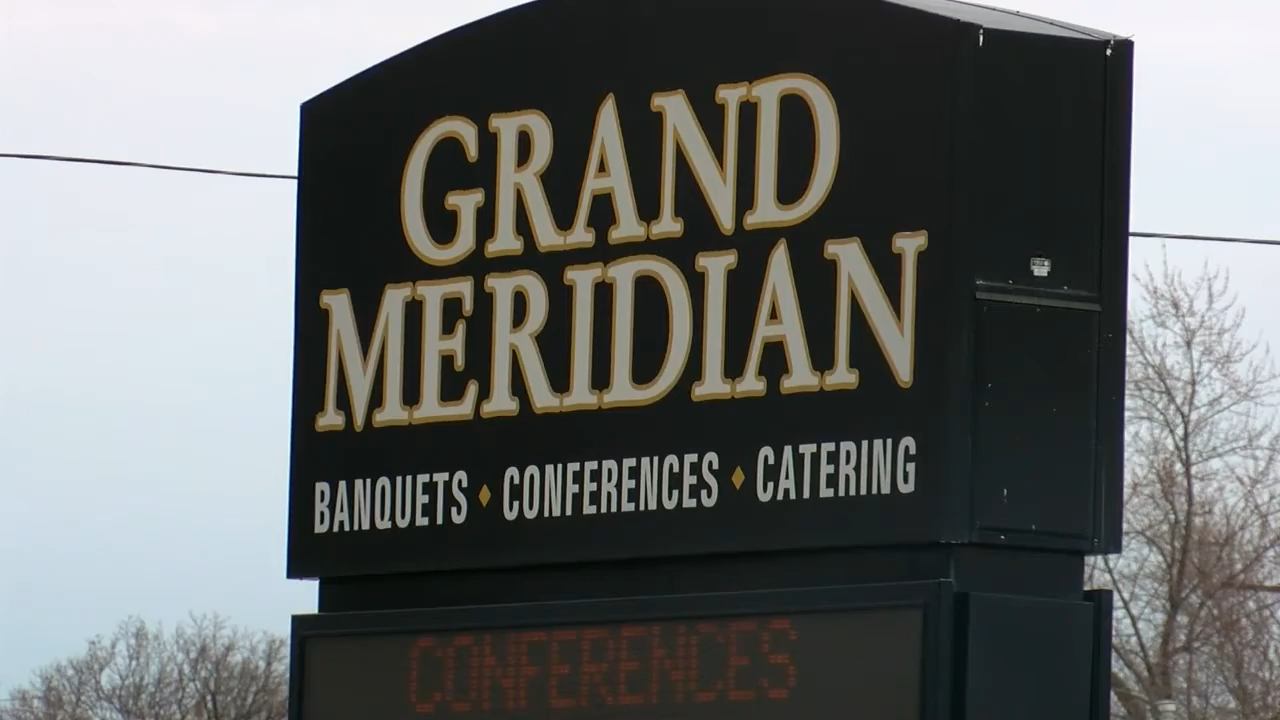 GRAND
MERIDIAN
BANQUETS ♦ CONFERENCES ♦ CATERING
CONFERENCES